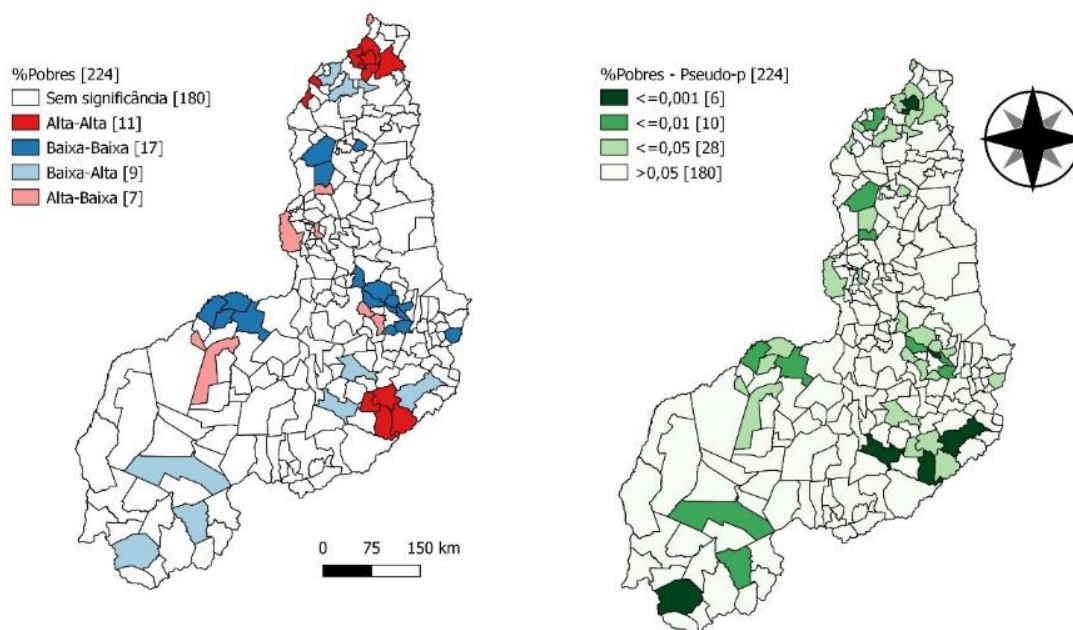 %Pobres [224]
Sem significância [180]
Alta-Alta [11]
Baixa-Baixa [17]
Baixa-Alta [9]
Alta-Baixa [7]
0 75 150 km
%Pobres - Pseudo-p [224]
<=0,001 [6]
<=0,01 [10]
<=0,05 [28]
>0,05 [180]